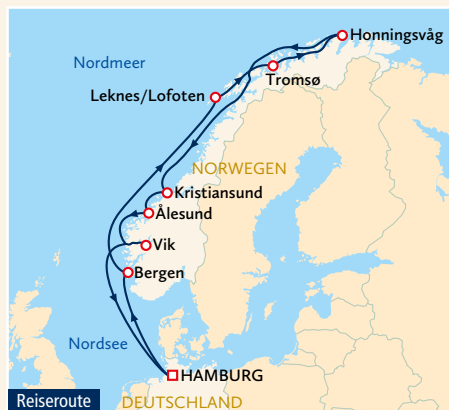 Honningsvåg
Nordmeer
Tromsø
Leknes/Lofoten
NORWEGEN
Kristiansund
Ålesund
Vik
Bergen
Nordsee
HAMBURG
Reiseroute
DEUTSCHLAND